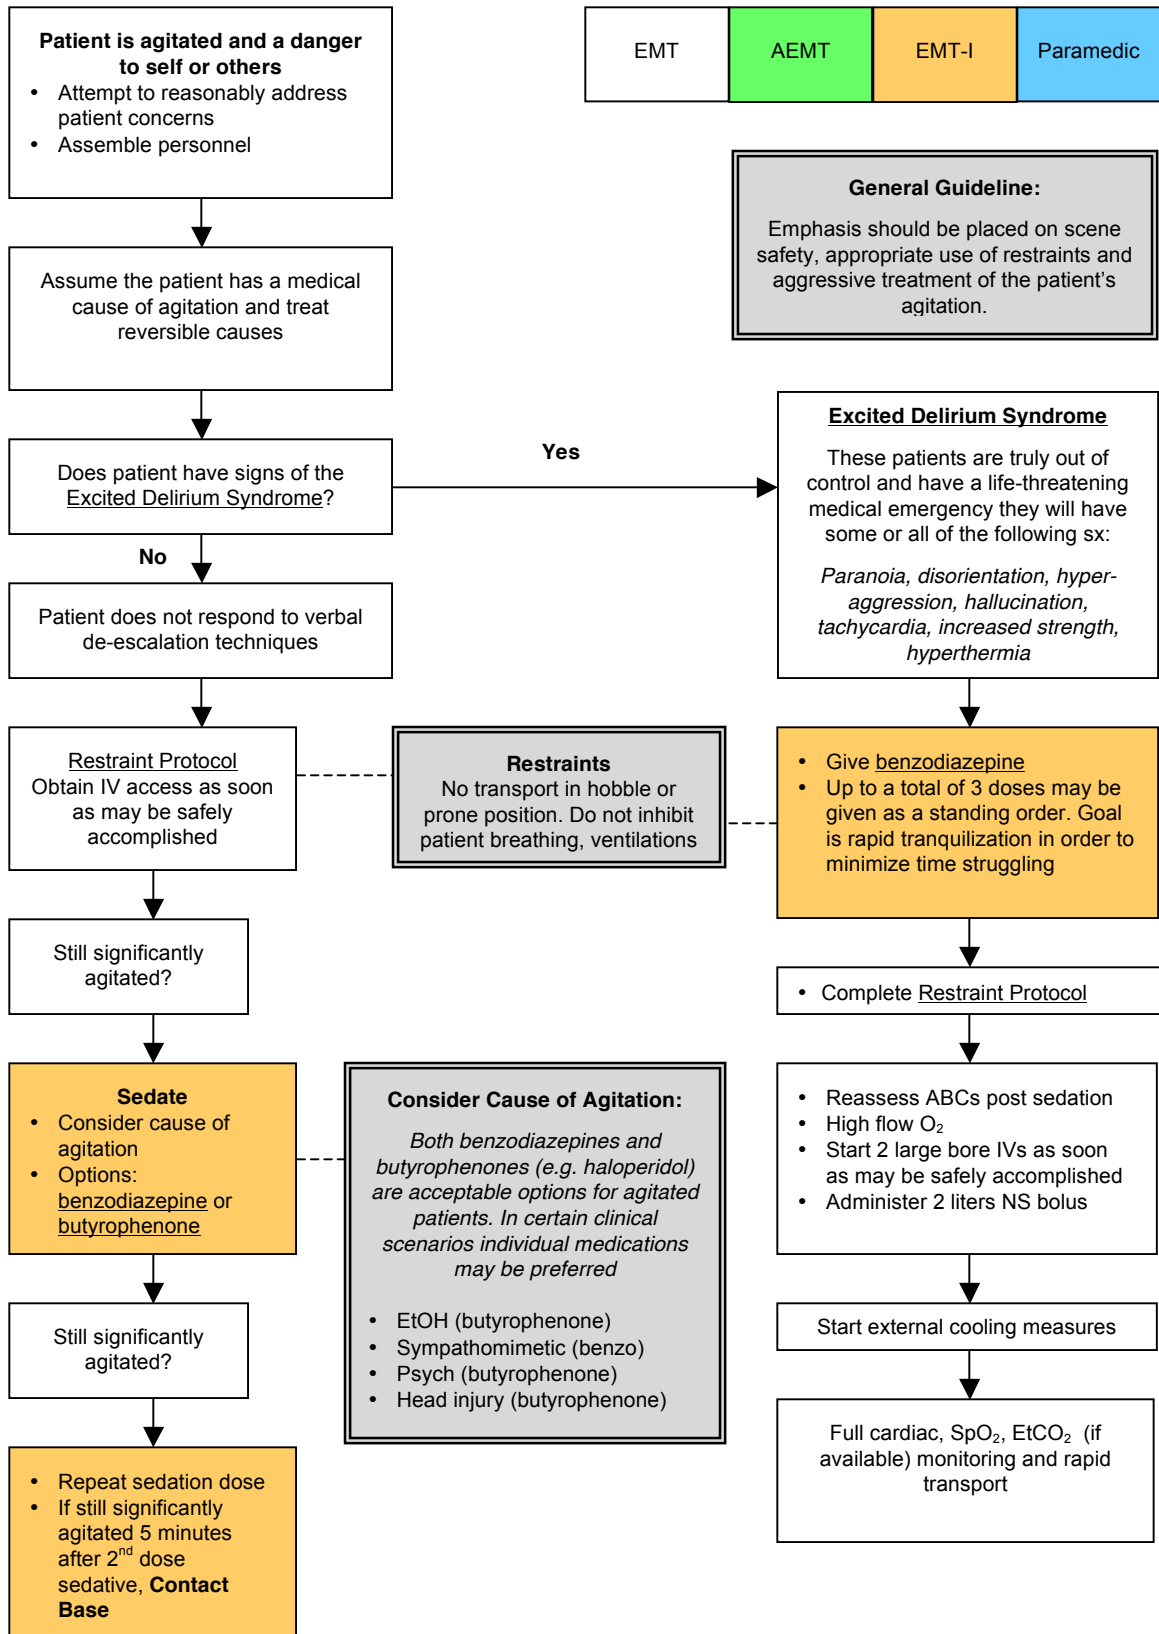 Patient is agitated and a danger
to self or others
• Attempt to reasonably address
patient concerns
• Assemble personnel
EMT
AEMT
EMT-I
Paramedic
General Guideline:
Emphasis should be placed on scene
safety, appropriate use of restraints and
aggressive treatment of the patient's
agitation.
Assume the patient has a medical
cause of agitation and treat
reversible causes
Does patient have signs of the
Excited Delirium Syndrome?
Yes
No
Excited Delirium Syndrome
These patients are truly out of
control and have a life-threatening
medical emergency they will have
some or all of the following sx:
Paranoia, disorientation, hyper-
aggression, hallucination,
tachycardia, increased strength,
hyperthermia
Patient does not respond to verbal
de-escalation techniques
Restraint Protocol
Obtain IV access as soon
as may be safely
accomplished
Restraints
No transport in hobble or
prone position. Do not inhibit
patient breathing, ventilations
• Give benzodiazepine
• Up to a total of 3 doses may be
given as a standing order. Goal
is rapid tranquilization in order to
minimize time struggling
Still significantly
agitated?
• Complete Restraint Protocol
Sedate
• Consider cause of
agitation
• Options:
benzodiazepine or
butyrophenone
Consider Cause of Agitation:
Both benzodiazepines and
butyrophenones (e.g. haloperidol)
are acceptable options for agitated
patients. In certain clinical
scenarios individual medications
may be preferred
• EtOH (butyrophenone)
• Sympathomimetic (benzo)
• Psych (butyrophenone)
• Head injury (butyrophenone)
• Reassess ABCs post sedation
• High flow O₂
• Start 2 large bore IVs as soon
as may be safely accomplished
• Administer 2 liters NS bolus
Still significantly
agitated?
Start external cooling measures
Full cardiac, SpO₂, EtCO₂ (if
available) monitoring and rapid
transport
• Repeat sedation dose
• If still significantly
agitated 5 minutes
after 2nd dose
sedative, Contact
Base